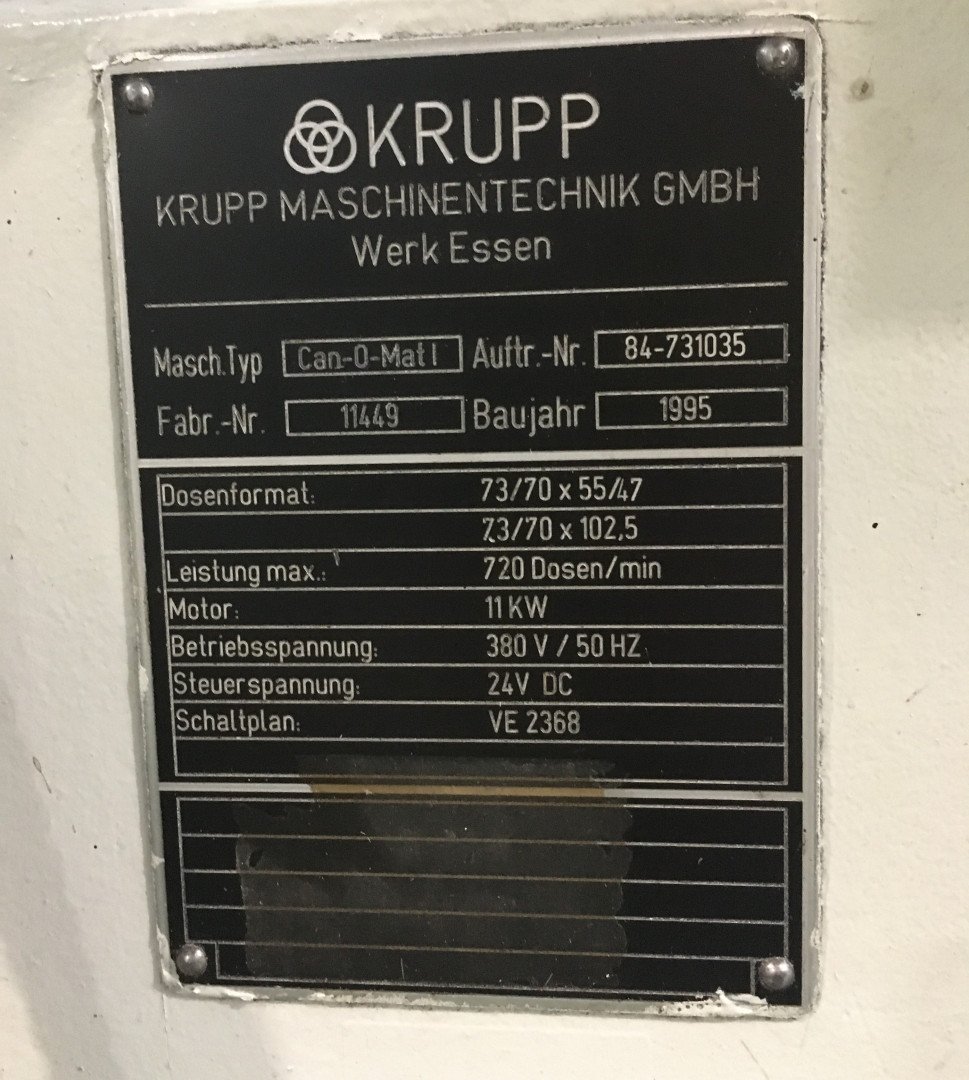 KRUPP
KRUPP MASCHINENTECHNIK GMBH
Werk Essen
Masch.Typ Can-O-Mat I Auftr.-Nr. 84-731035
Fabr.-Nr. 11449 Baujahr 1995
Dosenformat: 73/70 x 55/47
73/70 x 102,5
Leistung max.: 720 Dosen/min
Motor: 11 KW
Betriebsspannung: 380 V / 50 HZ
Steuerspannung: 24V DC
Schaltplan: VE 2368